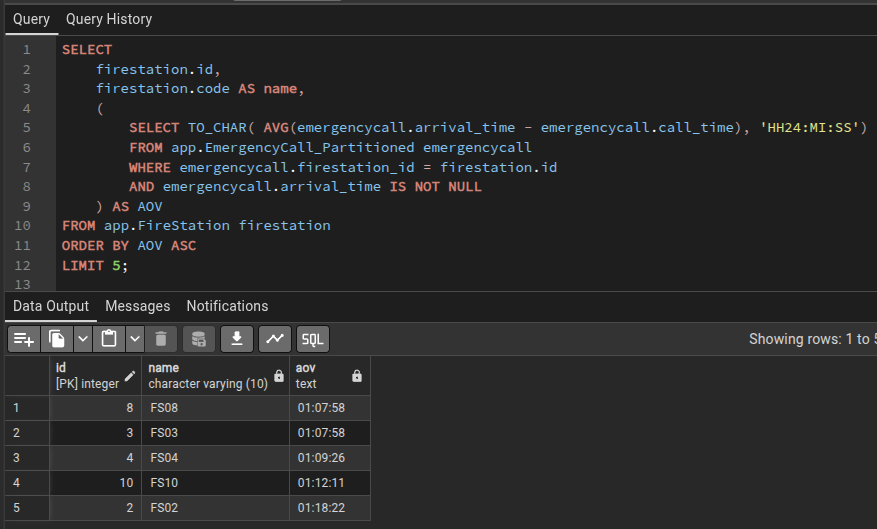 Query Query History
1 SELECT
2 firestation.id,
3 firestation.code AS name,
4 (
5 SELECT TO_CHAR( AVG(emergencycall.arrival_time - emergencycall.call_time), 'HH24:MI:SS')
6 FROM app.EmergencyCall_Partitioned emergencycall
7 WHERE emergencycall.firestation_id = firestation.id
8 AND emergencycall.arrival_time IS NOT NULL
9 ) AS AOV
10 FROM app.FireStation firestation
11 ORDER BY AOV ASC
12 LIMIT 5;
13
Data Output Messages Notifications
SQL Showing rows: 1 to 5
id name aov
[PK] integer character varying (10) text
1 8 FS08 01:07:58
2 3 FS03 01:07:58
3 4 FS04 01:09:26
4 10 FS10 01:12:11
5 2 FS02 01:18:22